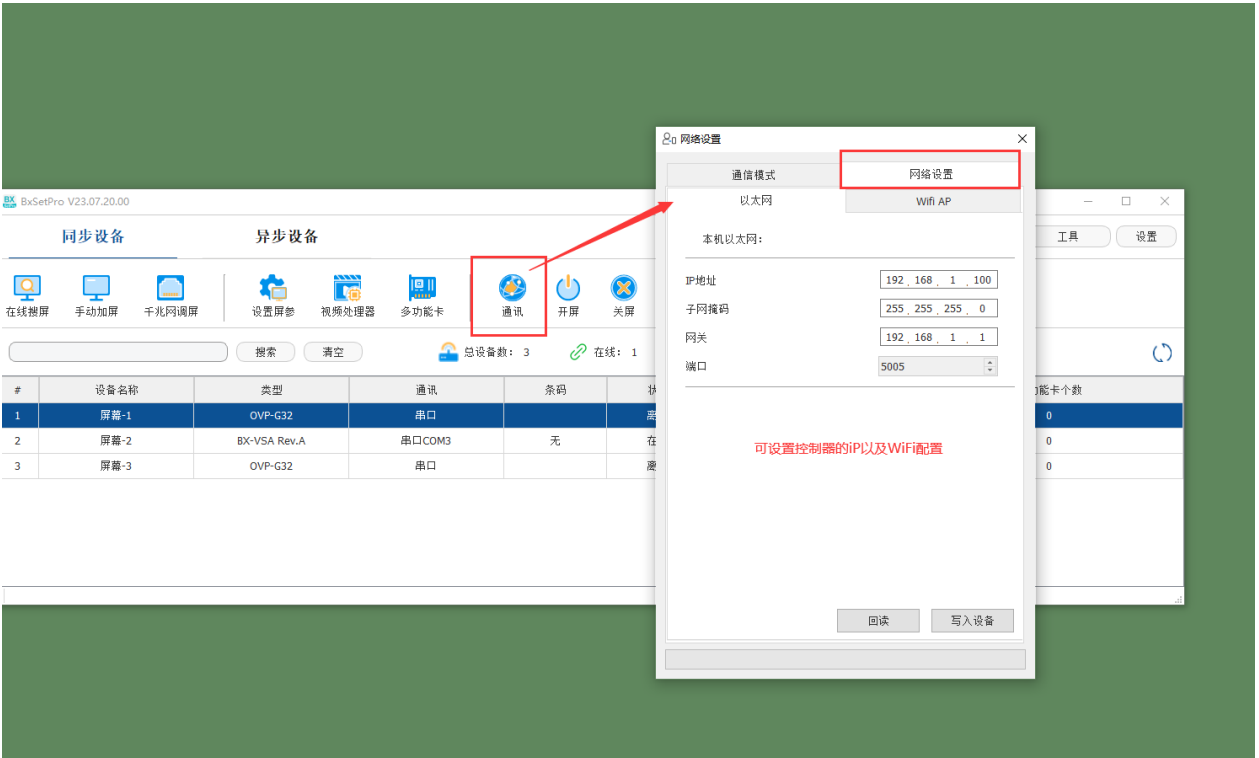 网络设置
通信模式
网络设置
以太网
Wifi AP
本机以太网:
IP地址
192 . 168 . 1 . 100
子网掩码
255 . 255 . 255 . 0
网关
192 . 168 . 1 . 1
端口
5005
可设置控制器的iP以及WiFi配置
回读
写入设备
BX
BxSetPro V23.07.20.00
同步设备
异步设备
工具
设置
在线搜屏
手动加屏
千兆网调屏
设置屏参
视频处理器
多功能卡
通讯
开屏
关屏
搜索
清空
总设备数: 3
在线: 1
# 设备名称 类型 通讯 条码 能卡个数
1 屏幕-1 OVP-G32 串口 离 0
2 屏幕-2 BX-VSA Rev.A 串口COM3 无 在 0
3 屏幕-3 OVP-G32 串口 离 0